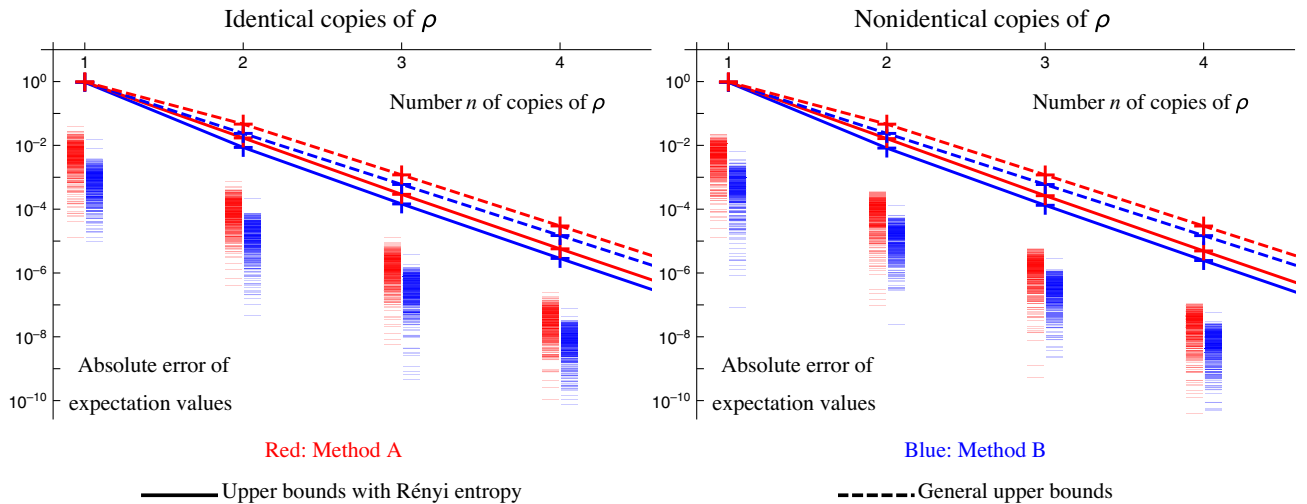 Identical copies of ρ
1 2 3 4
10^0
Number n of copies of ρ
10^-2
10^-4
10^-6
10^-8
Absolute error of
expectation values
10^-10
Nonidentical copies of ρ
1 2 3 4
10^0
Number n of copies of ρ
10^-2
10^-4
10^-6
10^-8
Absolute error of
expectation values
10^-10
Red: Method A
Blue: Method B
Upper bounds with Rényi entropy
General upper bounds